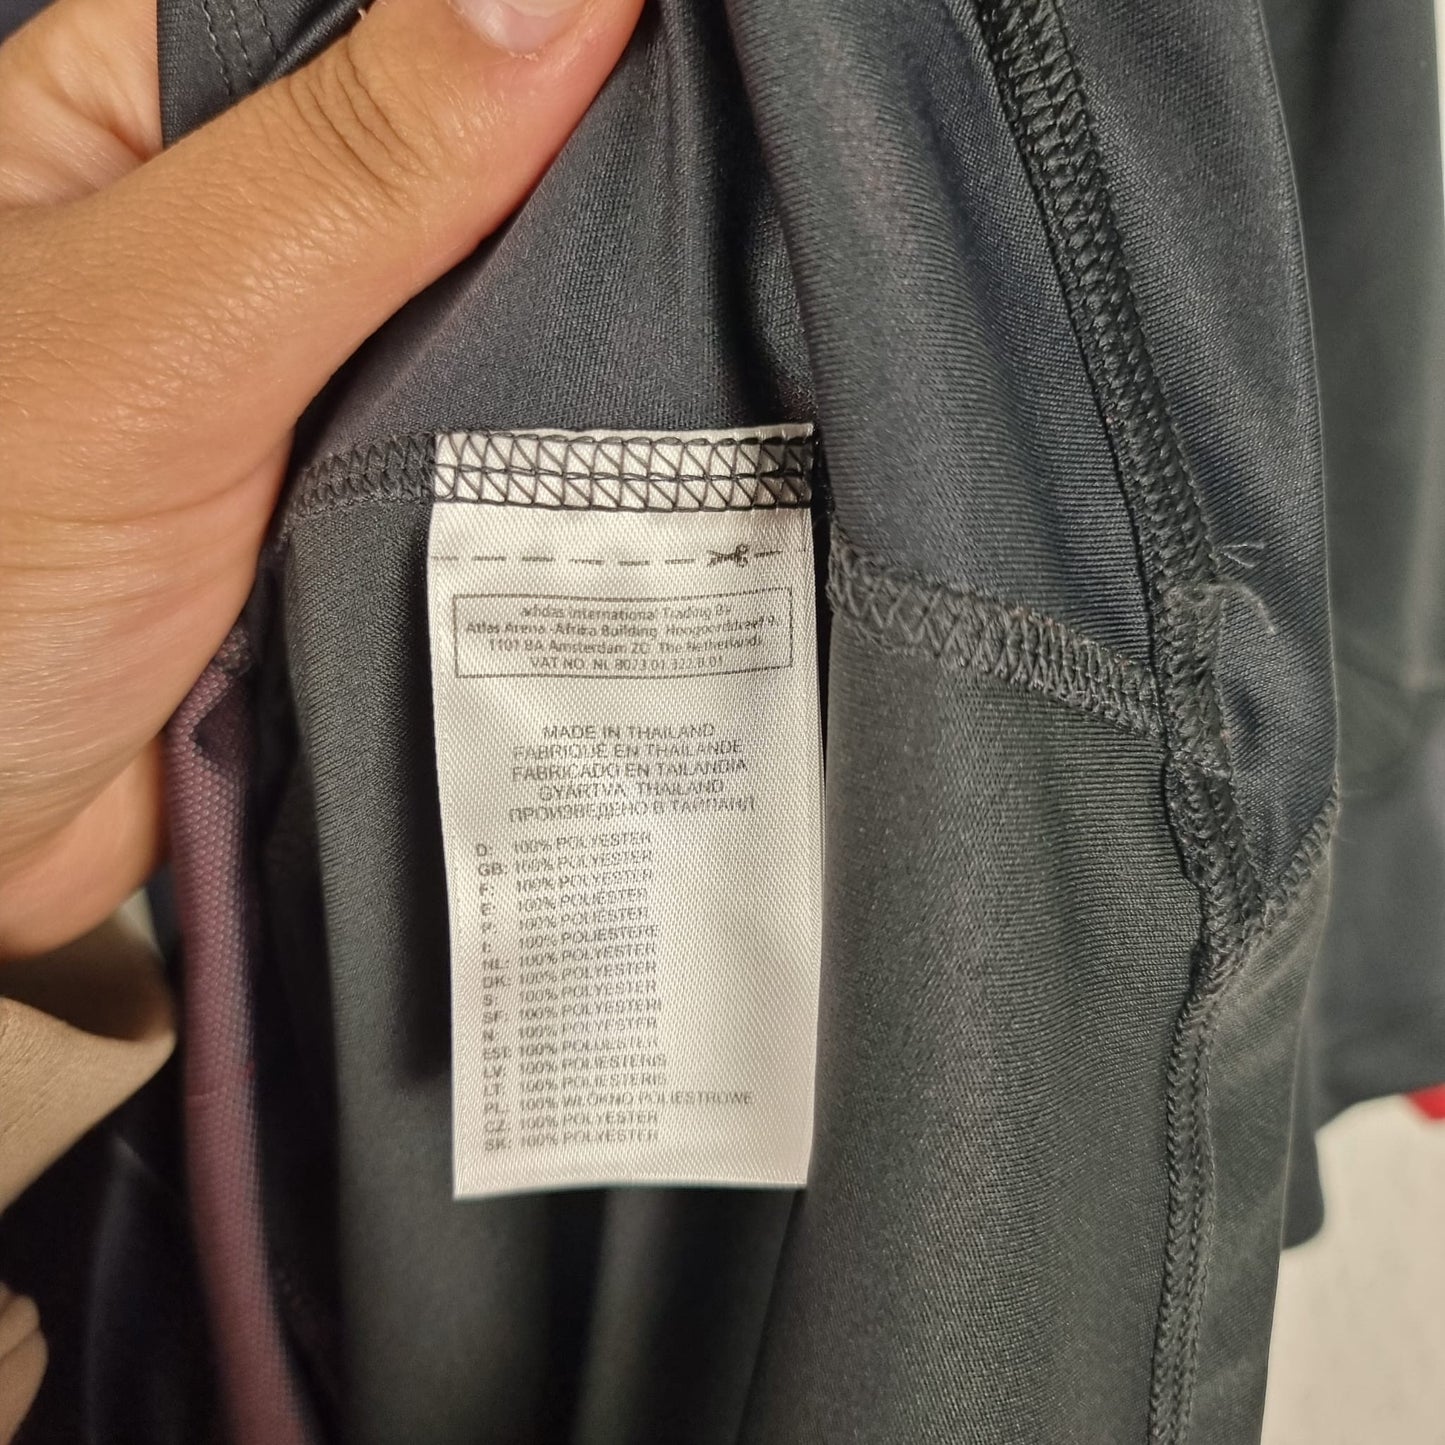 adidas International Trading BV
Atlas Arena, Africa Building, Hoogoorddreef 9,
1101 BA Amsterdam ZO, The Netherlands
VAT NO: NL 8073.01.322.B.01
MADE IN THAILAND
FABRIQUÉ EN THAÏLANDE
FABRICADO EN TAILANDIA
GYÁRTVA: THAILAND
ПРОИЗВЕДЕНО В ТАЙЛАНД
D: 100% POLYESTER
GB: 100% POLYESTER
F: 100% POLYESTER
E: 100% POLIESTER
P: 100% POLIÉSTER
I: 100% POLIESTERE
NL: 100% POLYESTER
DK: 100% POLYESTER
S: 100% POLYESTER
SF: 100% POLYESTERI
N: 100% POLYESTER
EST: 100% POLÜESTER
LV: 100% POLIESTERIS
LT: 100% POLIESTERIS
PL: 100% WŁÓKNO POLIESTROWE
CZ: 100% POLYESTER
SK: 100% POLYESTER